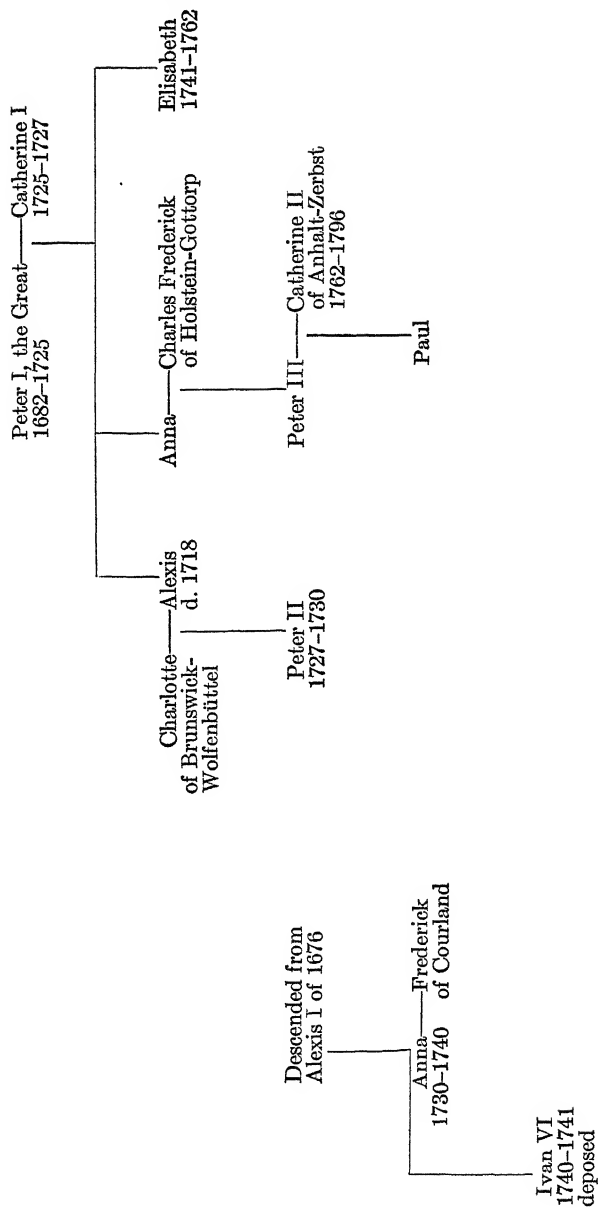 Peter I, the Great—Catherine I
1682–1725 1725–1727
Charlotte—Alexis
of Brunswick- d. 1718
Wolfenbüttel
Anna—Charles Frederick
of Holstein-Gottorp
Elisabeth
1741–1762
Descended from
Alexis I of 1676
Peter II
1727–1730
Peter III—Catherine II
of Anhalt-Zerbst
1762–1796
Anna—Frederick
1730–1740 of Courland
Paul
Ivan VI
1740–1741
deposed